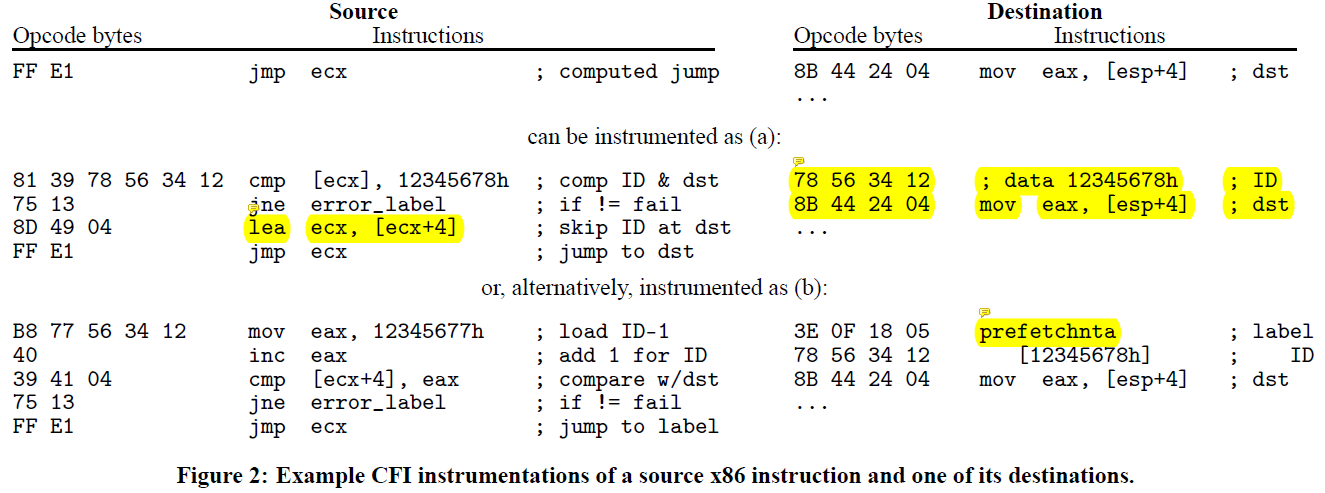 Source Destination
Opcode bytes Instructions Opcode bytes Instructions
FF E1 jmp ecx ; computed jump 8B 44 24 04 mov eax, [esp+4] ; dst
...
can be instrumented as (a):
81 39 78 56 34 12 cmp [ecx], 12345678h ; comp ID & dst 78 56 34 12 ; data 12345678h ; ID
75 13 jne error_label ; if != fail 8B 44 24 04 mov eax, [esp+4] ; dst
8D 49 04 lea ecx, [ecx+4] ; skip ID at dst ...
FF E1 jmp ecx ; jump to dst
or, alternatively, instrumented as (b):
B8 77 56 34 12 mov eax, 12345677h ; load ID-1 3E 0F 18 05 prefetchnta ; label
40 inc eax ; add 1 for ID 78 56 34 12 [12345678h] ; ID
39 41 04 cmp [ecx+4], eax ; compare w/dst 8B 44 24 04 mov eax, [esp+4] ; dst
75 13 jne error_label ; if != fail ...
FF E1 jmp ecx ; jump to label
Figure 2: Example CFI instrumentations of a source x86 instruction and one of its destinations.